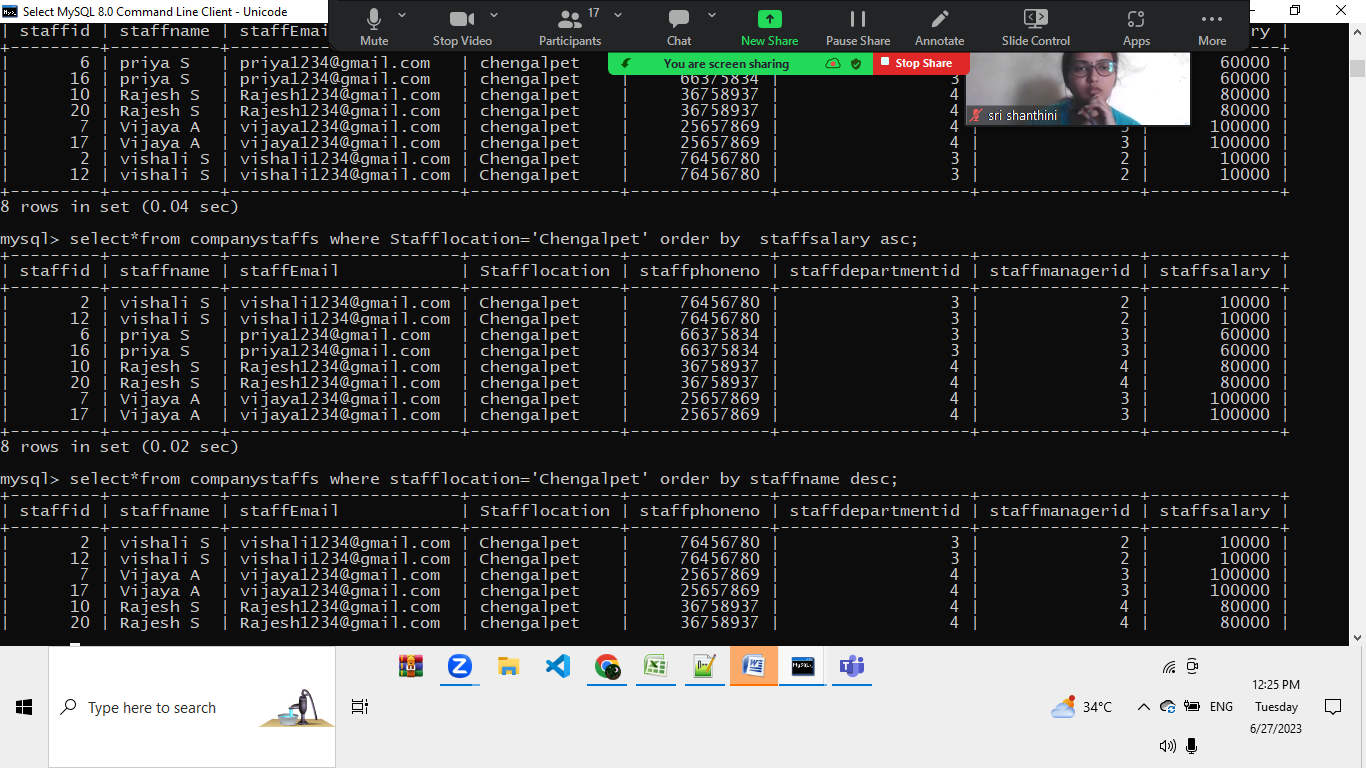 Select MySQL 8.0 Command Line Client - Unicode
Mute Stop Video Participants 17 Chat New Share Pause Share Annotate Slide Control Apps More
You are screen sharing Stop Share
sri shanthini
| staffid | staffname | staffEmai
+---------+-----------+
| 6 | priya S | priya1234@gmail.com | chengalpet 60000 |
| 16 | priya S | priya1234@gmail.com | chengalpet | 66375834 | 3 60000 |
| 10 | Rajesh S | Rajesh1234@gmail.com | chengalpet | 36758937 | 4 80000 |
| 20 | Rajesh S | Rajesh1234@gmail.com | chengalpet | 36758937 | 4 80000 |
| 7 | Vijaya A | vijaya1234@gmail.com | chengalpet | 25657869 | 4 | 3 | 100000 |
| 17 | Vijaya A | vijaya1234@gmail.com | chengalpet | 25657869 | 4 | 3 | 100000 |
| 2 | vishali S | vishali1234@gmail.com | Chengalpet | 76456780 | 3 | 2 | 10000 |
| 12 | vishali S | vishali1234@gmail.com | Chengalpet | 76456780 | 3 | 2 | 10000 |
+---------+-----------+-----------------------+---------------+--------------+-------------------+----------------+-------------+
8 rows in set (0.04 sec)
mysql> select*from companystaffs where Stafflocation='Chengalpet' order by  staffsalary asc;
+---------+-----------+-----------------------+---------------+--------------+-------------------+----------------+-------------+
| staffid | staffname | staffEmail | Stafflocation | staffphoneno | staffdepartmentid | staffmanagerid | staffsalary |
+---------+-----------+-----------------------+---------------+--------------+-------------------+----------------+-------------+
| 2 | vishali S | vishali1234@gmail.com | Chengalpet | 76456780 | 3 | 2 | 10000 |
| 12 | vishali S | vishali1234@gmail.com | Chengalpet | 76456780 | 3 | 2 | 10000 |
| 6 | priya S | priya1234@gmail.com | chengalpet | 66375834 | 3 | 3 | 60000 |
| 16 | priya S | priya1234@gmail.com | chengalpet | 66375834 | 3 | 3 | 60000 |
| 10 | Rajesh S | Rajesh1234@gmail.com | chengalpet | 36758937 | 4 | 4 | 80000 |
| 20 | Rajesh S | Rajesh1234@gmail.com | chengalpet | 36758937 | 4 | 4 | 80000 |
| 7 | Vijaya A | vijaya1234@gmail.com | chengalpet | 25657869 | 4 | 3 | 100000 |
| 17 | Vijaya A | vijaya1234@gmail.com | chengalpet | 25657869 | 4 | 3 | 100000 |
+---------+-----------+-----------------------+---------------+--------------+-------------------+----------------+-------------+
8 rows in set (0.02 sec)
mysql> select*from companystaffs where stafflocation='Chengalpet' order by staffname desc;
+---------+-----------+-----------------------+---------------+--------------+-------------------+----------------+-------------+
| staffid | staffname | staffEmail | Stafflocation | staffphoneno | staffdepartmentid | staffmanagerid | staffsalary |
+---------+-----------+-----------------------+---------------+--------------+-------------------+----------------+-------------+
| 2 | vishali S | vishali1234@gmail.com | Chengalpet | 76456780 | 3 | 2 | 10000 |
| 12 | vishali S | vishali1234@gmail.com | Chengalpet | 76456780 | 3 | 2 | 10000 |
| 7 | Vijaya A | vijaya1234@gmail.com | chengalpet | 25657869 | 4 | 3 | 100000 |
| 17 | Vijaya A | vijaya1234@gmail.com | chengalpet | 25657869 | 4 | 3 | 100000 |
| 10 | Rajesh S | Rajesh1234@gmail.com | chengalpet | 36758937 | 4 | 4 | 80000 |
| 20 | Rajesh S | Rajesh1234@gmail.com | chengalpet | 36758937 | 4 | 4 | 80000 |
Type here to search
34°C ENG
12:25 PM
Tuesday
6/27/2023